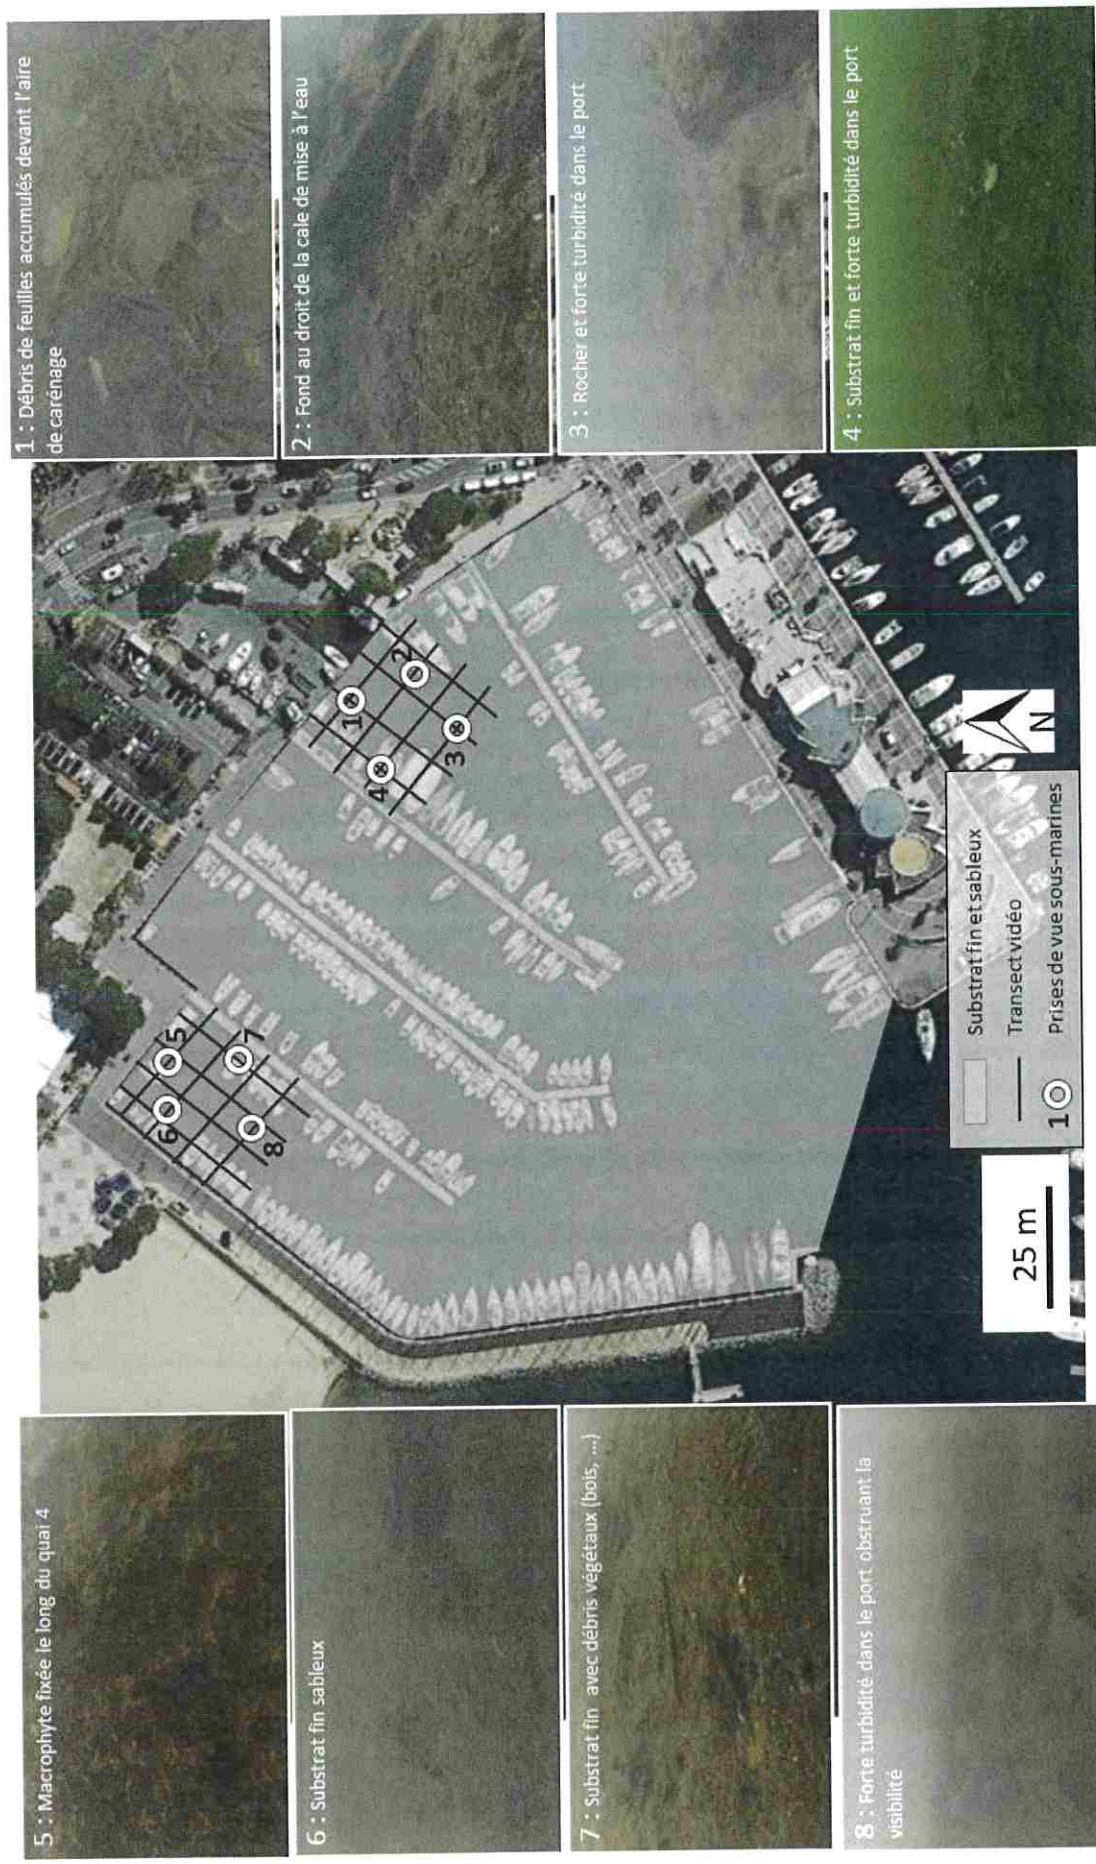 1 : Débris de feuilles accumulés devant l'aire
de carénage
2 : Fond au droit de la cale de mise à l'eau
3 : Rocher et forte turbidité dans le port
4 : Substrat fin et forte turbidité dans le port
1
2
3
4
5
6
7
8
Substrat fin et sableux
Transect vidéo
1
Prises de vue sous-marines
N
25 m
5 : Macrophyte fixée le long du quai 4
6 : Substrat fin sableux
7 : Substrat fin avec débris végétaux (bois, ...)
8 : Forte turbidité dans le port obstruant la
visibilité